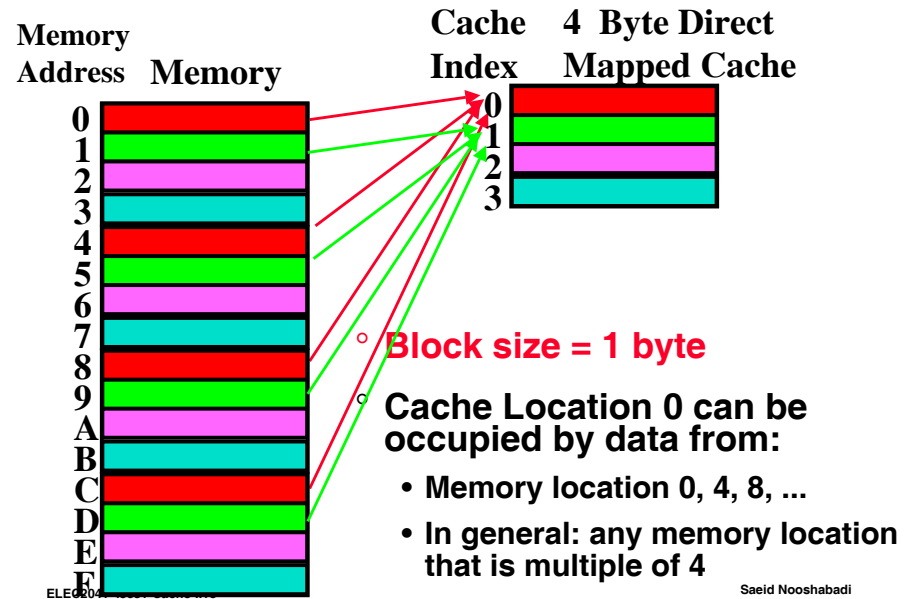 Memory
Address
Memory
Cache
Index
4 Byte Direct
Mapped Cache
0
1
2
3
4
5
6
7
8
9
A
B
C
D
E
F
0
1
2
3
° Block size = 1 byte
° Cache Location 0 can be
occupied by data from:
• Memory location 0, 4, 8, ...
• In general: any memory location
that is multiple of 4
Saeid Nooshabadi